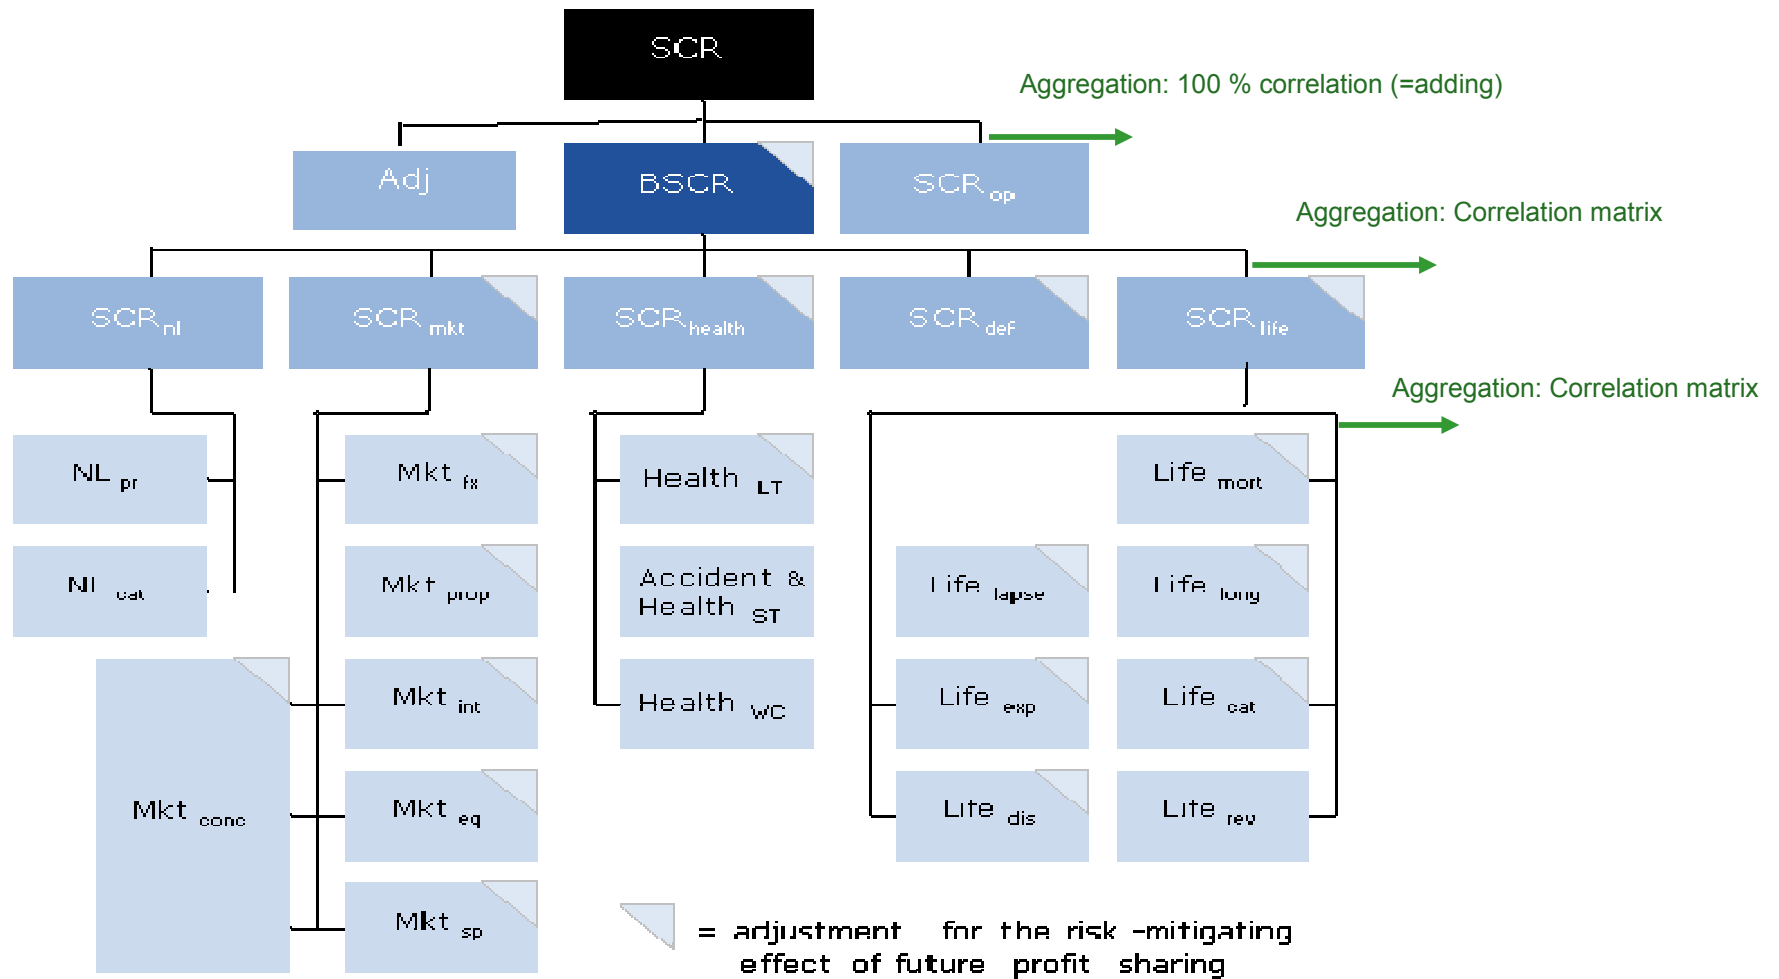 SCR
Aggregation: 100 % correlation (=adding)
Adj
BSCR
SCR op
Aggregation: Correlation matrix
SCR nl
SCR mkt
SCR health
SCR def
SCR life
Aggregation: Correlation matrix
NL pr
Mkt fx
Health LT
Life mort
NL cat
Mkt prop
Accident &
Health ST
Life lapse
Life long
Mkt int
Health WC
Life exp
Life cat
Mkt conc
Mkt eq
Life dis
Life rev
Mkt sp
= adjustment for the risk -mitigating
effect of future profit sharing